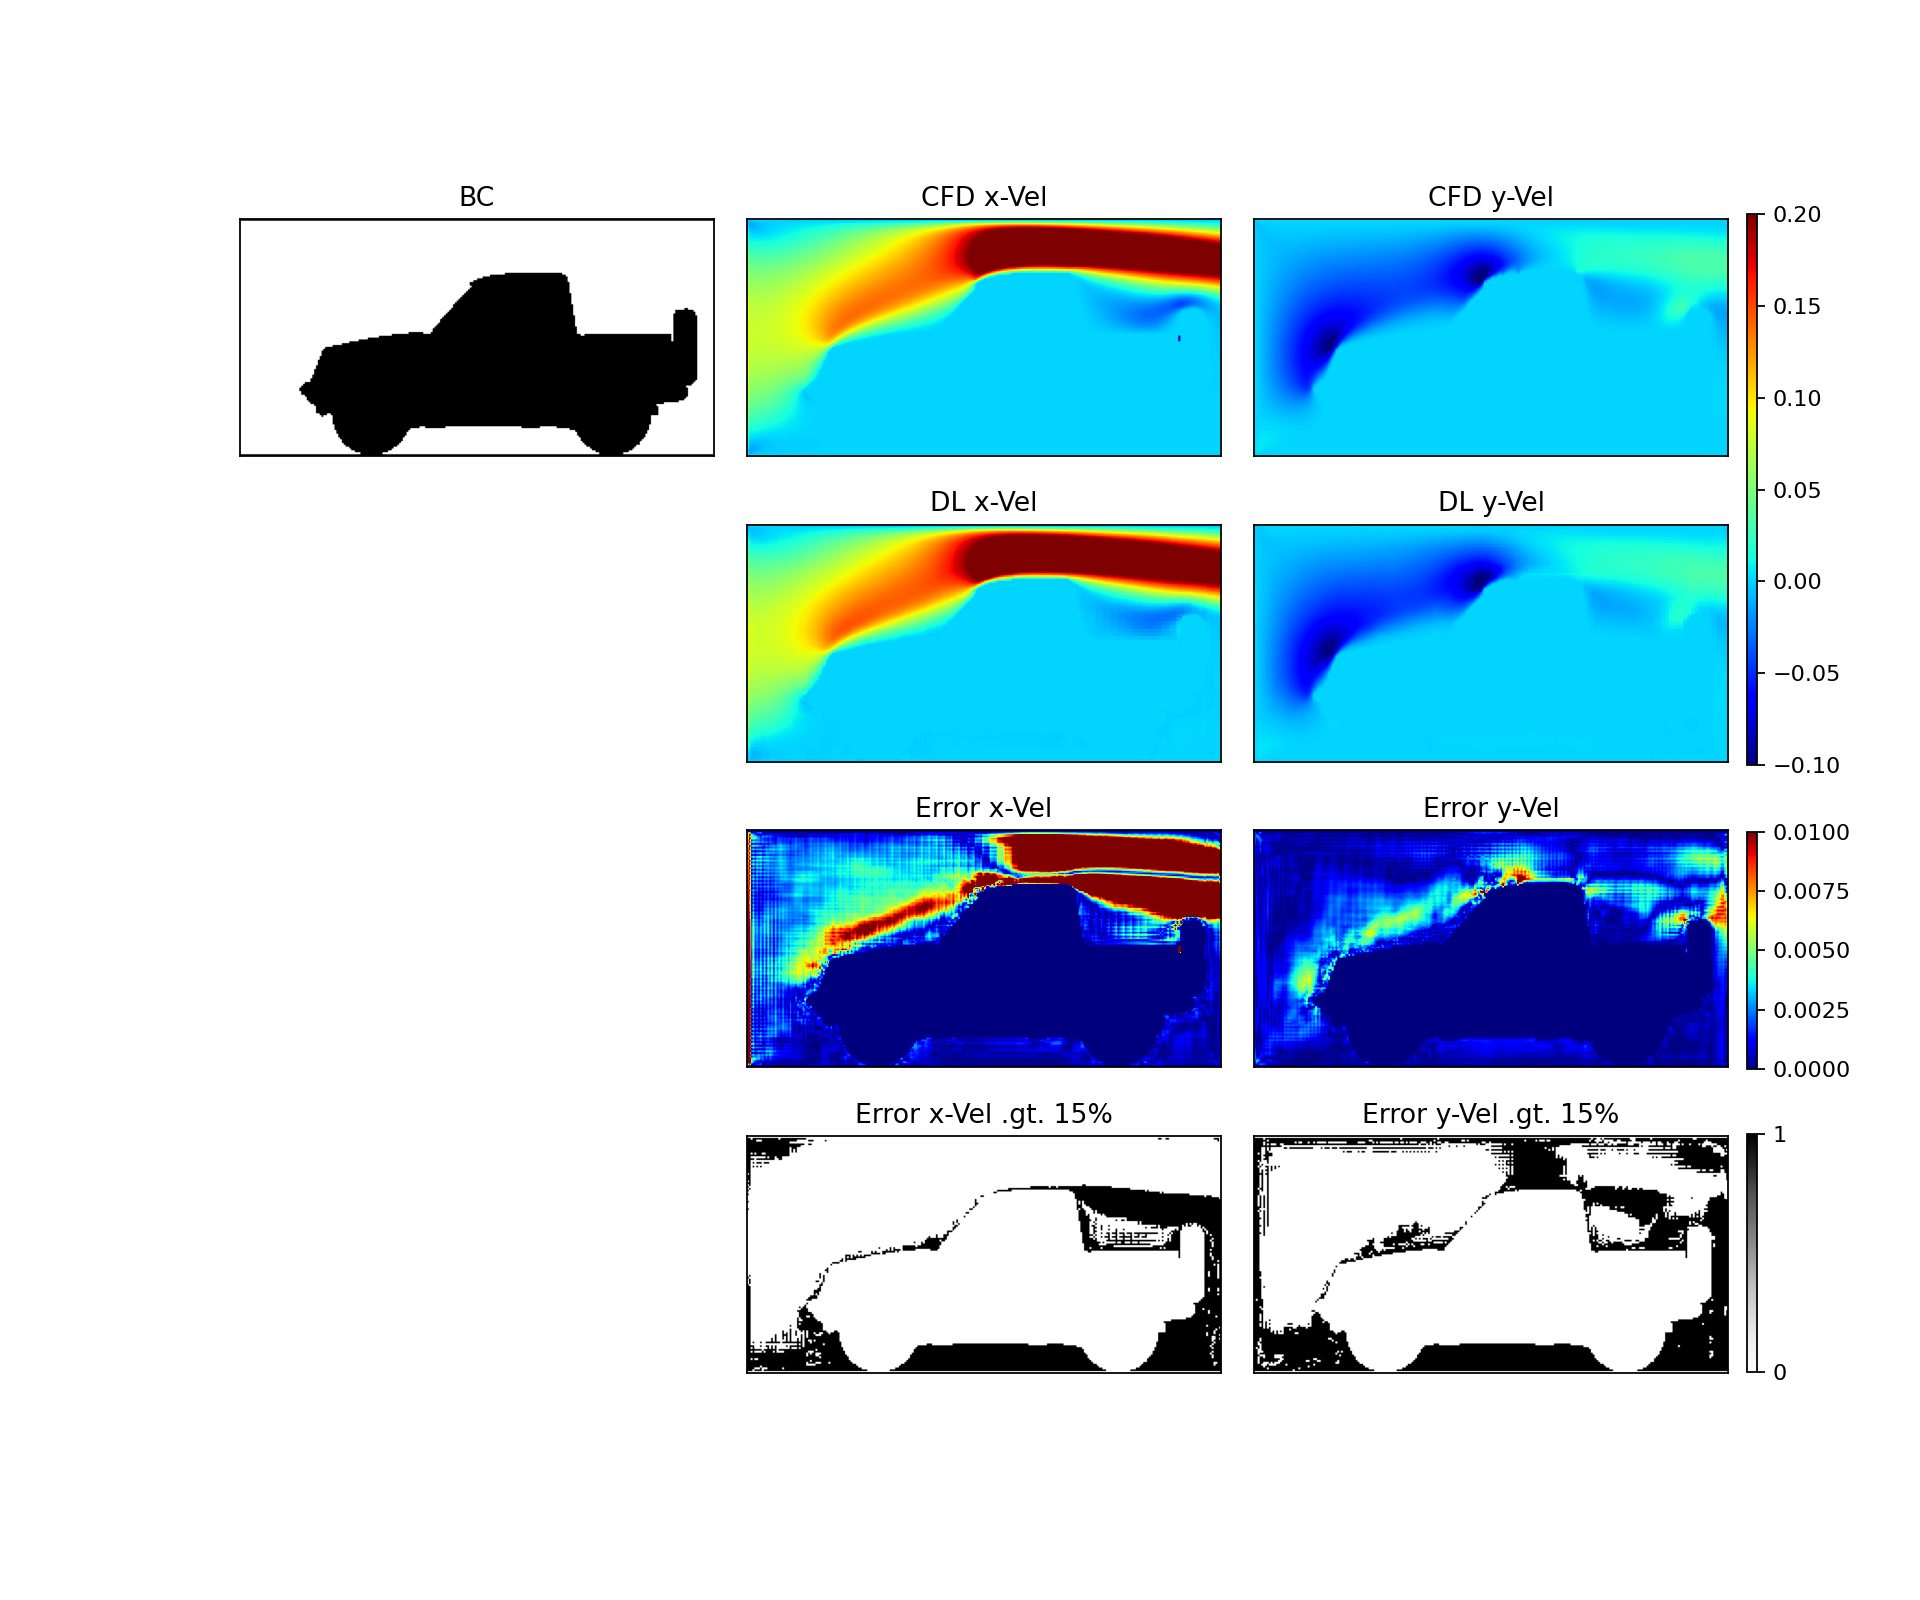 BC
CFD x-Vel
CFD y-Vel
0.20
0.15
0.10
0.05
0.00
−0.05
−0.10
DL x-Vel
DL y-Vel
Error x-Vel
Error y-Vel
0.0100
0.0075
0.0050
0.0025
0.0000
Error x-Vel .gt. 15%
Error y-Vel .gt. 15%
1
0